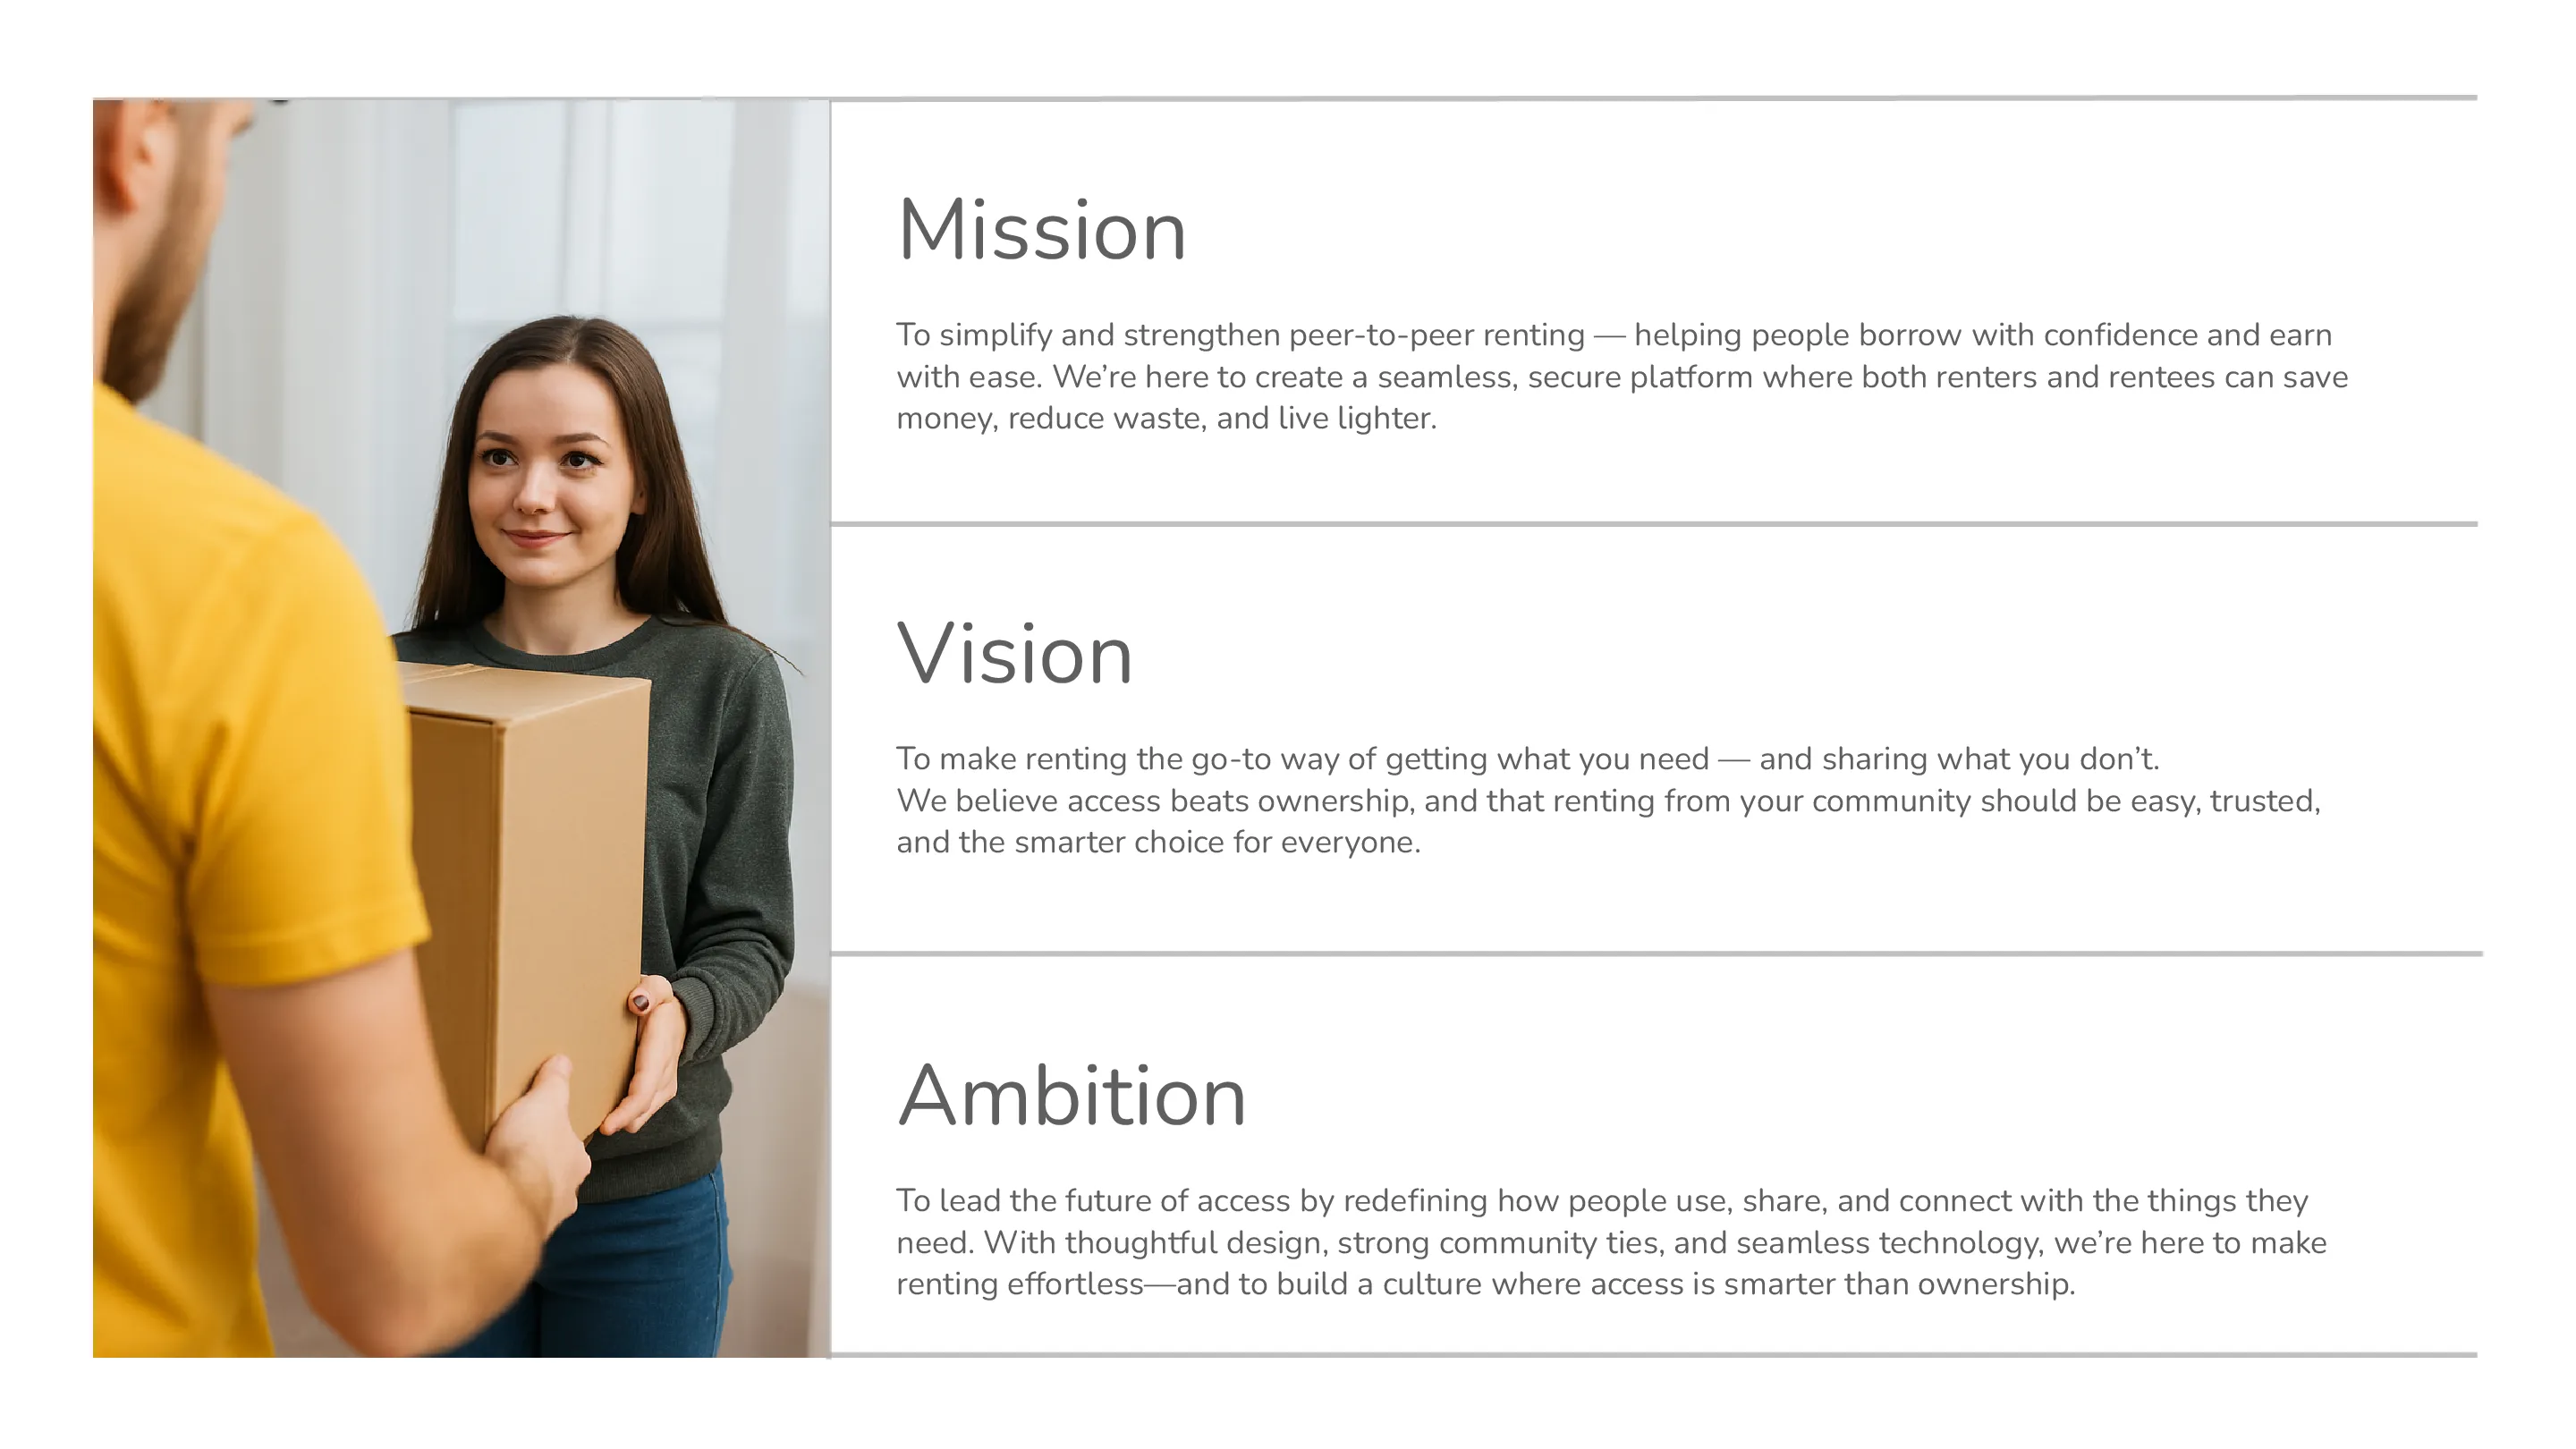 Mission
To simplify and strengthen peer-to-peer renting — helping people borrow with confidence and earn
with ease. We’re here to create a seamless, secure platform where both renters and rentees can save
money, reduce waste, and live lighter.
Vision
To make renting the go-to way of getting what you need — and sharing what you don’t.
We believe access beats ownership, and that renting from your community should be easy, trusted,
and the smarter choice for everyone.
Ambition
To lead the future of access by redefining how people use, share, and connect with the things they
need. With thoughtful design, strong community ties, and seamless technology, we’re here to make
renting effortless—and to build a culture where access is smarter than ownership.